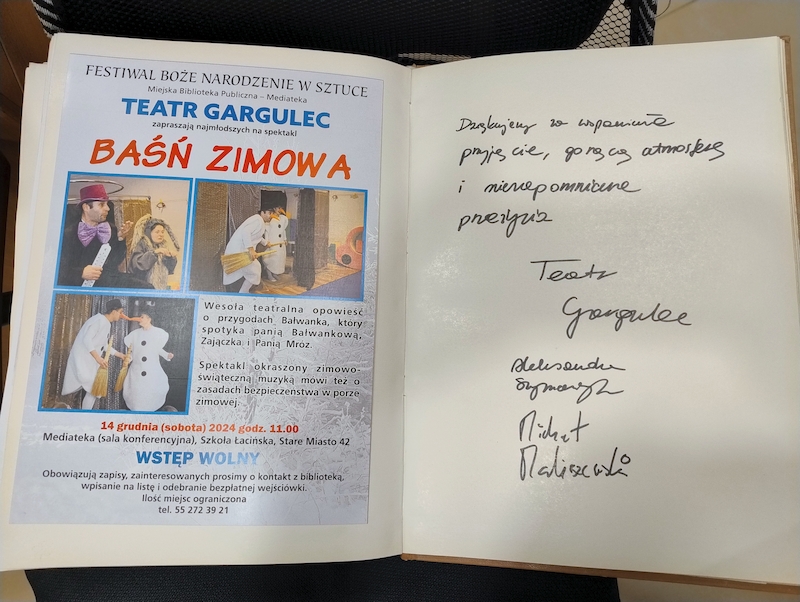 FESTIWAL BOŻE NARODZENIE W SZTUCE
Miejska Biblioteka Publiczna – Mediateka
TEATR GARGULEC
zapraszają najmłodszych na spektakl
BAŚŃ ZIMOWA
Wesoła teatralna opowieść
o przygodach Bałwanka, który
spotyka panią Bałwankową,
Zajączka i Panią Mróz.
Spektakl okraszony zimowo-
świąteczną muzyką mówi też o
zasadach bezpieczeństwa w porze
zimowej.
14 grudnia (sobota) 2024 godz. 11.00
Mediateka (sala konferencyjna), Szkoła Łacińska, Stare Miasto 42
WSTĘP WOLNY
Obowiązują zapisy, zainteresowanych prosimy o kontakt z biblioteką,
wpisanie na listę i odebranie bezpłatnej wejściówki.
Ilość miejsc ograniczona
tel. 55 272 39 21
Dziękujemy za wspaniałe
przyjęcie, gorącą atmosferę
i niezapomniane
przeżycia
Teatr
Gargulec
Aleksandra
Michał
Maliszewski